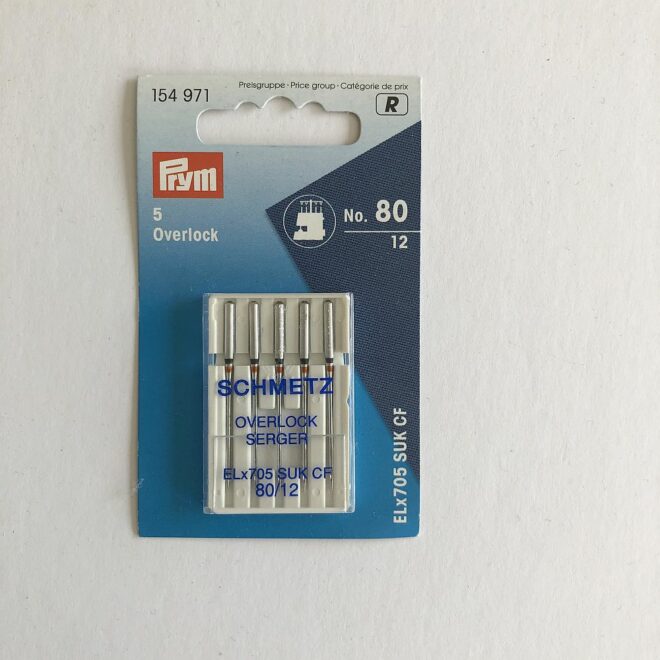 Preisgruppe · Price group · Catégorie de prix
154 971
R
Prym
5
Overlock
No. 80
12
SCHMETZ
OVERLOCK
SERGER
ELx705 SUK CF
80/12
ELx705 SUK CF